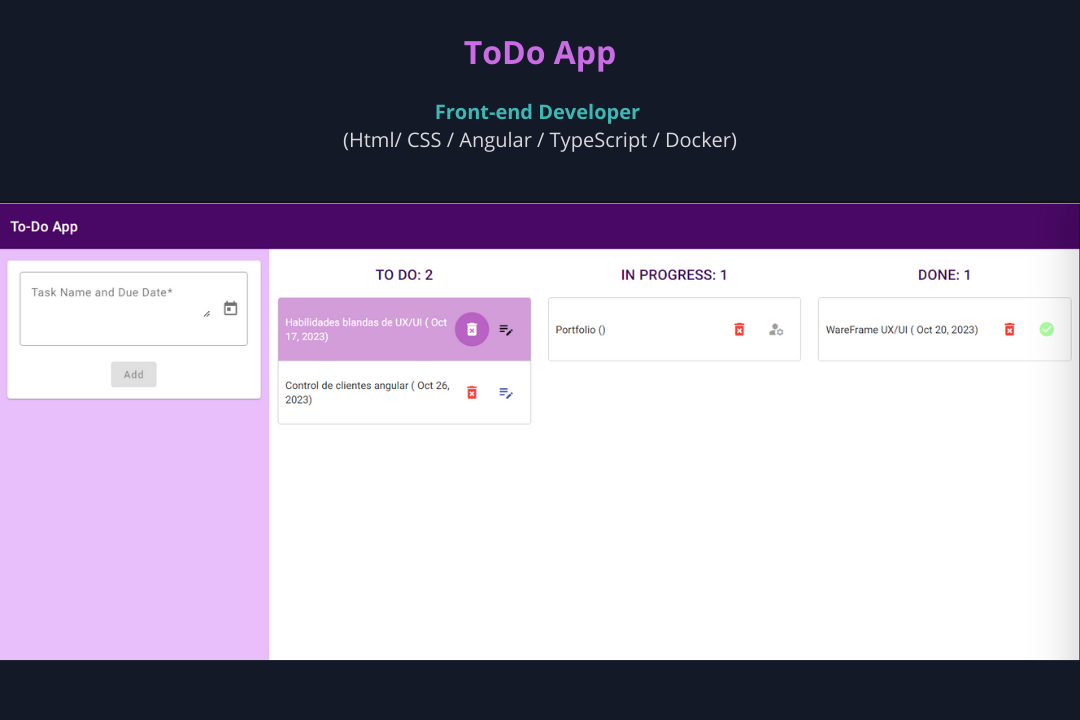 ToDo App
Front-end Developer
(Html/ CSS / Angular / TypeScript / Docker)
To-Do App
Task Name and Due Date*
Add
TO DO: 2
Habilidades blandas de UX/UI ( Oct
17, 2023)
Control de clientes angular ( Oct 26,
2023)
IN PROGRESS: 1
Portfolio ()
DONE: 1
WareFrame UX/UI ( Oct 20, 2023)